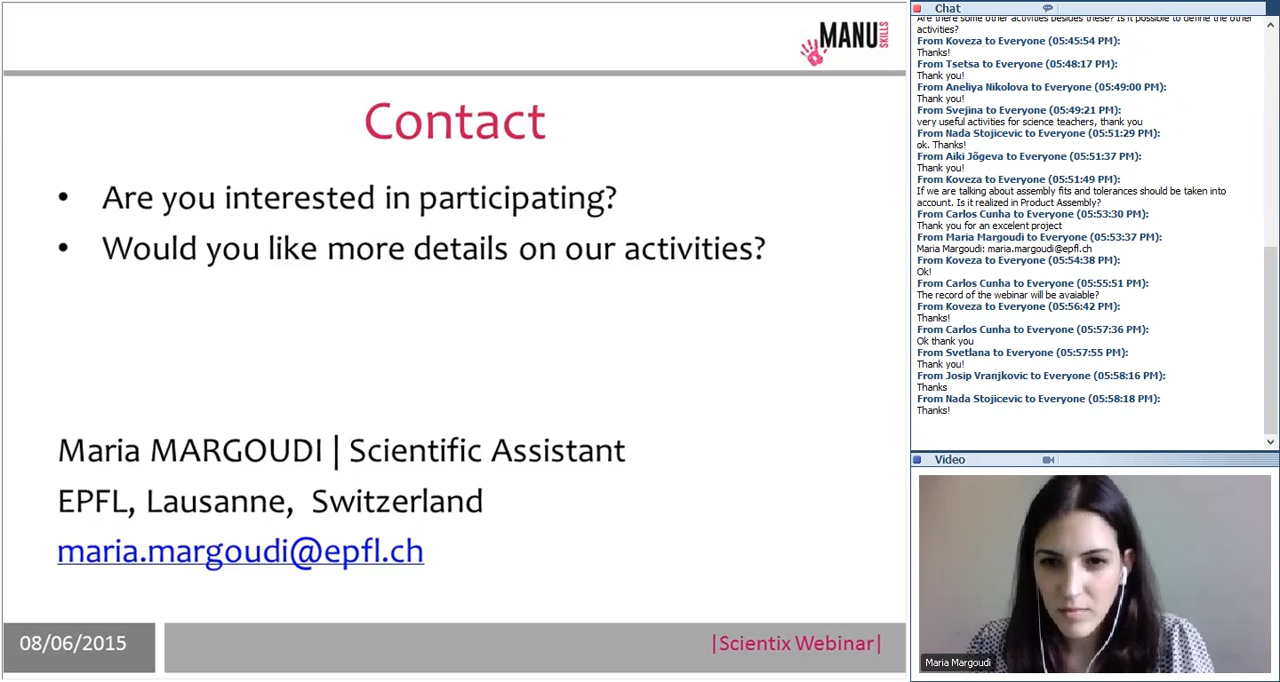 MANU
SKILLS
Contact
• Are you interested in participating?
• Would you like more details on our activities?
Maria MARGOUDI | Scientific Assistant
EPFL, Lausanne, Switzerland
maria.margoudi@epfl.ch
08/06/2015
|Scientix Webinar|
Chat
Are there some other activities besides these? Is it possible to define the other
activities?
From Koveza to Everyone (05:45:54 PM):
Thanks!
From Tsetsa to Everyone (05:48:17 PM):
Thank you!
From Aneliya Nikolova to Everyone (05:49:00 PM):
Thank you!
From Svejina to Everyone (05:49:21 PM):
very useful activities for science teachers, thank you
From Nada Stojicevic to Everyone (05:51:29 PM):
ok. Thanks!
From Aiki Jõgeva to Everyone (05:51:37 PM):
Thank you!
From Koveza to Everyone (05:51:49 PM):
If we are talking about assembly fits and tolerances should be taken into
account. Is it realized in Product Assembly?
From Carlos Cunha to Everyone (05:53:30 PM):
Thank you for an excelent project
From Maria Margoudi to Everyone (05:53:37 PM):
Maria Margoudi: maria.margoudi@epfl.ch
From Koveza to Everyone (05:54:38 PM):
Ok!
From Carlos Cunha to Everyone (05:55:51 PM):
The record of the webinar will be avaiable?
From Koveza to Everyone (05:56:42 PM):
Thanks!
From Carlos Cunha to Everyone (05:57:36 PM):
Ok thank you
From Svetlana to Everyone (05:57:55 PM):
Thank you!
From Josip Vranjkovic to Everyone (05:58:16 PM):
Thanks
From Nada Stojicevic to Everyone (05:58:18 PM):
Thanks!
Video
Maria Margoudi